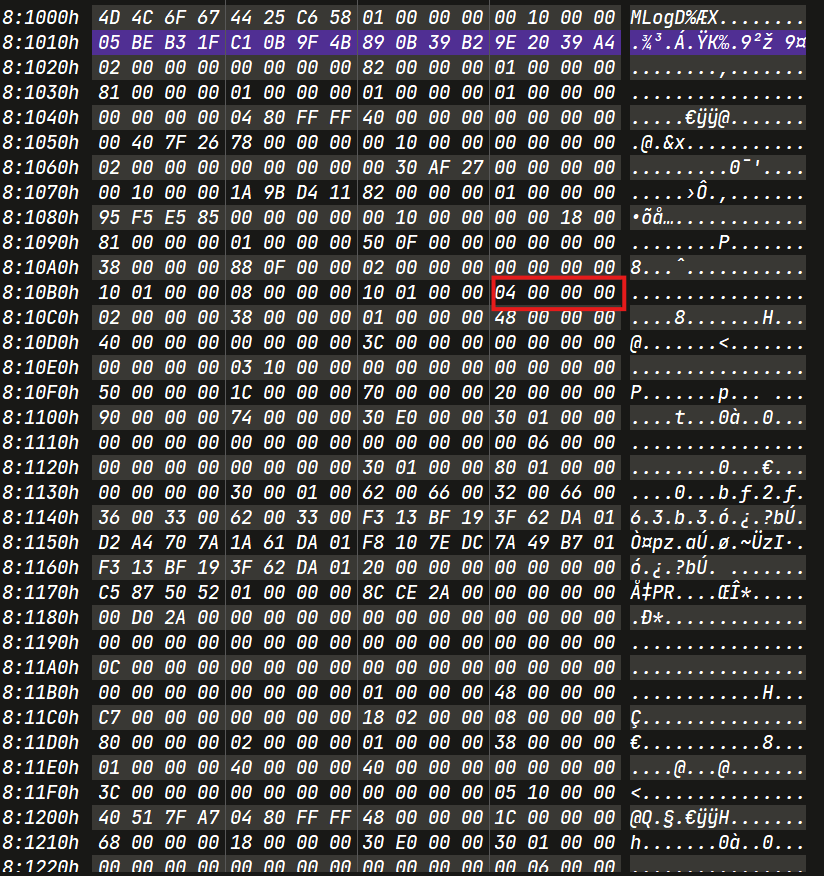 8:1000h 4D 4C 6F 67 44 25 C6 58 01 00 00 00 00 10 00 00 MLogD%ÆX........
8:1010h 05 BE B3 1F C1 0B 9F 4B 89 0B 39 B2 9E 20 39 A4 .¾³.Á.ŸK‰.9²ž 9¤
8:1020h 02 00 00 00 00 00 00 00 82 00 00 00 01 00 00 00 ........‚.......
8:1030h 81 00 00 00 01 00 00 00 01 00 00 00 01 00 00 00 ................
8:1040h 00 00 00 00 04 80 FF FF 40 00 00 00 00 00 00 00 .....€ÿÿ@.......
8:1050h 00 40 7F 26 78 00 00 00 00 10 00 00 00 00 00 00 .@.&x...........
8:1060h 02 00 00 00 00 00 00 00 00 30 AF 27 00 00 00 00 .........0¯'....
8:1070h 00 10 00 00 1A 9B D4 11 82 00 00 00 01 00 00 00 .....›Ô.‚.......
8:1080h 95 F5 E5 85 00 00 00 00 00 10 00 00 00 00 18 00 •õå…............
8:1090h 81 00 00 00 01 00 00 00 50 0F 00 00 00 00 00 00 ........P.......
8:10A0h 38 00 00 00 88 0F 00 00 02 00 00 00 00 00 00 00 8...ˆ...........
8:10B0h 10 01 00 00 08 00 00 00 10 01 00 00 04 00 00 00 ................
8:10C0h 02 00 00 00 38 00 00 00 01 00 00 00 48 00 00 00 ....8.......H...
8:10D0h 40 00 00 00 00 00 00 00 3C 00 00 00 00 00 00 00 @.......<.......
8:10E0h 00 00 00 00 03 10 00 00 00 00 00 00 00 00 00 00 ................
8:10F0h 50 00 00 00 1C 00 00 00 70 00 00 00 20 00 00 00 P.......p... ...
8:1100h 90 00 00 00 74 00 00 00 30 E0 00 00 30 01 00 00 ....t...0à..0...
8:1110h 00 00 00 00 00 00 00 00 00 00 00 00 00 06 00 00 ................
8:1120h 00 00 00 00 00 00 00 00 30 01 00 00 80 01 00 00 ........0...€...
8:1130h 00 00 00 00 30 00 01 00 62 00 66 00 32 00 66 00 ....0...b.f.2.f.
8:1140h 36 00 33 00 62 00 33 00 F3 13 BF 19 3F 62 DA 01 6.3.b.3.ó.¿.?bÚ.
8:1150h D2 A4 70 7A 1A 61 DA 01 F8 10 7E DC 7A 49 B7 01 Ò¤pz.aÚ.ø.~ÜzI·.
8:1160h F3 13 BF 19 3F 62 DA 01 20 00 00 00 00 00 00 00 ó.¿.?bÚ. .......
8:1170h C5 87 50 52 01 00 00 00 8C CE 2A 00 00 00 00 00 Å‡PR....ŒÎ*.....
8:1180h 00 D0 2A 00 00 00 00 00 00 00 00 00 00 00 00 00 .Ð*.............
8:1190h 00 00 00 00 00 00 00 00 00 00 00 00 00 00 00 00 ................
8:11A0h 0C 00 00 00 00 00 00 00 00 00 00 00 00 00 00 00 ................
8:11B0h 00 00 00 00 00 00 00 00 01 00 00 00 48 00 00 00 ............H...
8:11C0h C7 00 00 00 00 00 00 00 18 02 00 00 08 00 00 00 Ç...............
8:11D0h 80 00 00 00 02 00 00 00 01 00 00 00 38 00 00 00 €...........8...
8:11E0h 01 00 00 00 40 00 00 00 40 00 00 00 00 00 00 00 ....@...@.......
8:11F0h 3C 00 00 00 00 00 00 00 00 00 00 00 05 10 00 00 <...............
8:1200h 40 51 7F A7 04 80 FF FF 48 00 00 00 1C 00 00 00 @Q.§.€ÿÿH.......
8:1210h 68 00 00 00 18 00 00 00 30 E0 00 00 30 01 00 00 h.......0à..0...
8:1220h 00 00 00 00 00 00 00 00 00 00 00 00 00 06 00 00 ................